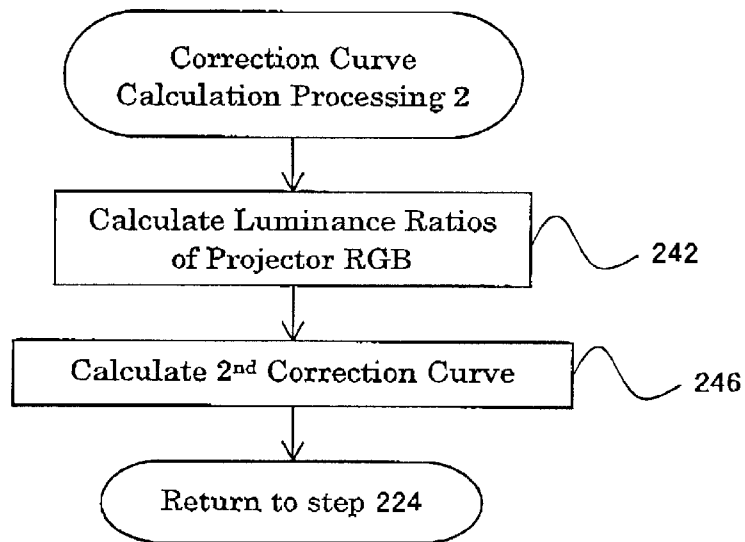 Correction Curve
Calculation Processing 2
Calculate Luminance Ratios
of Projector RGB
242
Calculate 2nd Correction Curve
246
Return to step 224